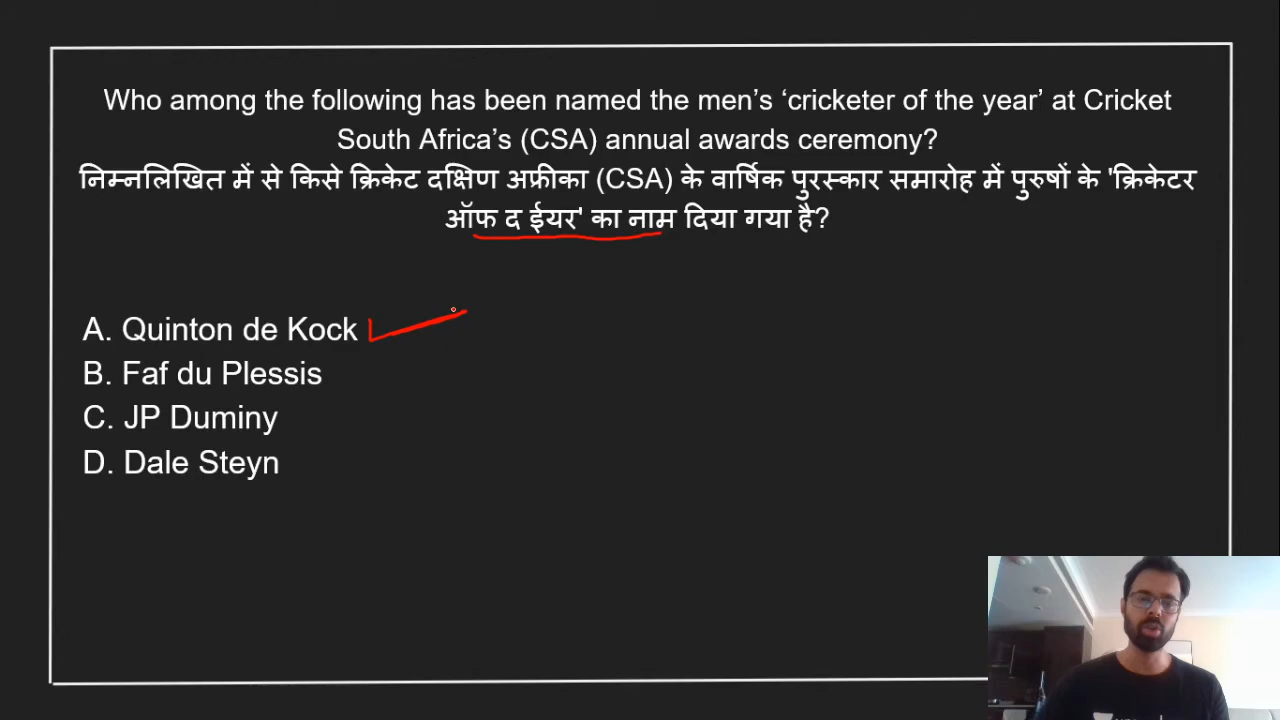 Who among the following has been named the men’s ‘cricketer of the year’ at Cricket
South Africa’s (CSA) annual awards ceremony?
निम्नलिखित में से किसे क्रिकेट दक्षिण अफ्रीका (CSA) के वार्षिक पुरस्कार समारोह में पुरुषों के 'क्रिकेटर
ऑफ द ईयर' का नाम दिया गया है?
A. Quinton de Kock
B. Faf du Plessis
C. JP Duminy
D. Dale Steyn